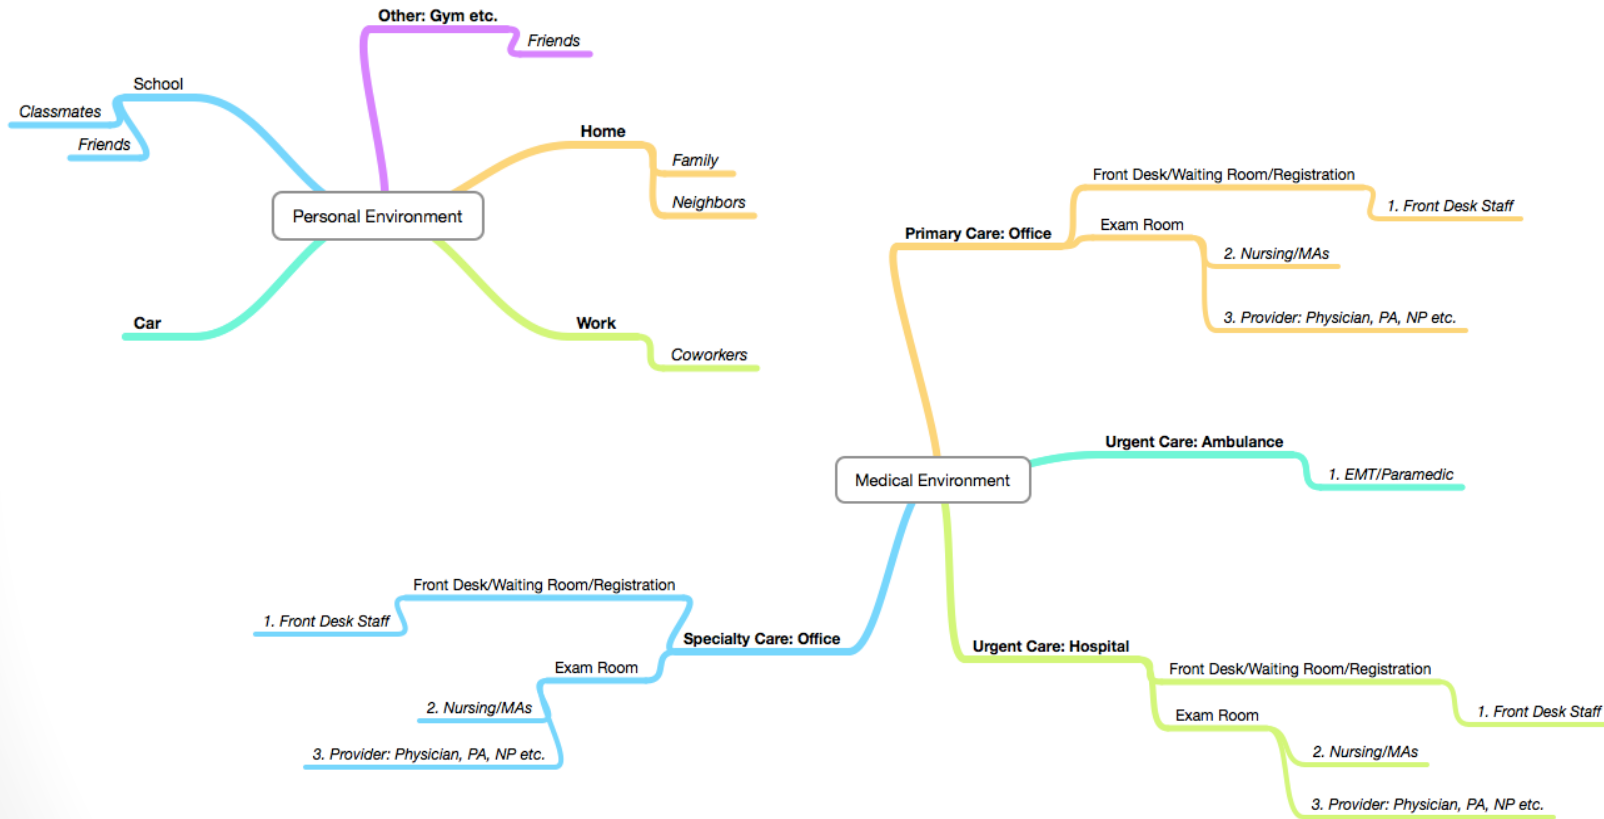 Other: Gym etc.
Friends
School
Classmates
Friends
Home
Family
Neighbors
Personal Environment
Car
Work
Coworkers
Front Desk/Waiting Room/Registration
1. Front Desk Staff
Primary Care: Office
Exam Room
2. Nursing/MAs
3. Provider: Physician, PA, NP etc.
Medical Environment
Urgent Care: Ambulance
1. EMT/Paramedic
Front Desk/Waiting Room/Registration
1. Front Desk Staff
Specialty Care: Office
Exam Room
2. Nursing/MAs
3. Provider: Physician, PA, NP etc.
Urgent Care: Hospital
Front Desk/Waiting Room/Registration
1. Front Desk Staff
Exam Room
2. Nursing/MAs
3. Provider: Physician, PA, NP etc.